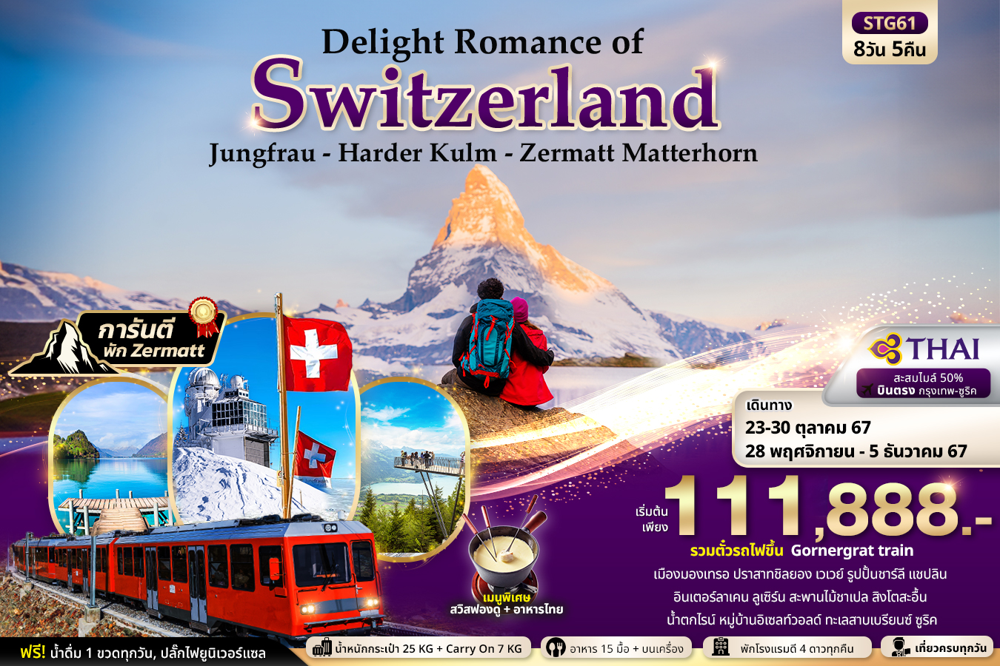 STG61
8วัน 5คืน
Delight Romance of
Switzerland
Jungfrau - Harder Kulm - Zermatt Matterhorn
การันตี
พัก Zermatt
THAI
สะสมไมล์ 50%
บินตรง กรุงเทพ-ซูริค
เดินทาง
23-30 ตุลาคม 67
28 พฤศจิกายน - 5 ธันวาคม 67
เริ่มต้น
เพียง
111,888.-
รวมตั๋วรถไฟขึ้น Gornergrat train
เมืองมองเทรอ ปราสาทชิลยอง เวเวย์ รูปปั้นชาร์ลี แชปลิน
อินเตอร์ลาเคน ลูเซิร์น สะพานไม้ชาเปล สิงโตสะอื้น
น้ำตกไรน์ หมู่บ้านอิเซลท์วอลด์ ทะเลสาบเบรียนซ์ ซูริค
เมนูพิเศษ
สวิสฟองดู + อาหารไทย
ฟรี! น้ำดื่ม 1 ขวดทุกวัน, ปลั๊กไฟยูนิเวอร์แซล
น้ำหนักกระเป๋า 25 KG + Carry On 7 KG
อาหาร 15 มื้อ + บนเครื่อง
พักโรงแรมดี 4 ดาวทุกคืน
เที่ยวครบทุกวัน